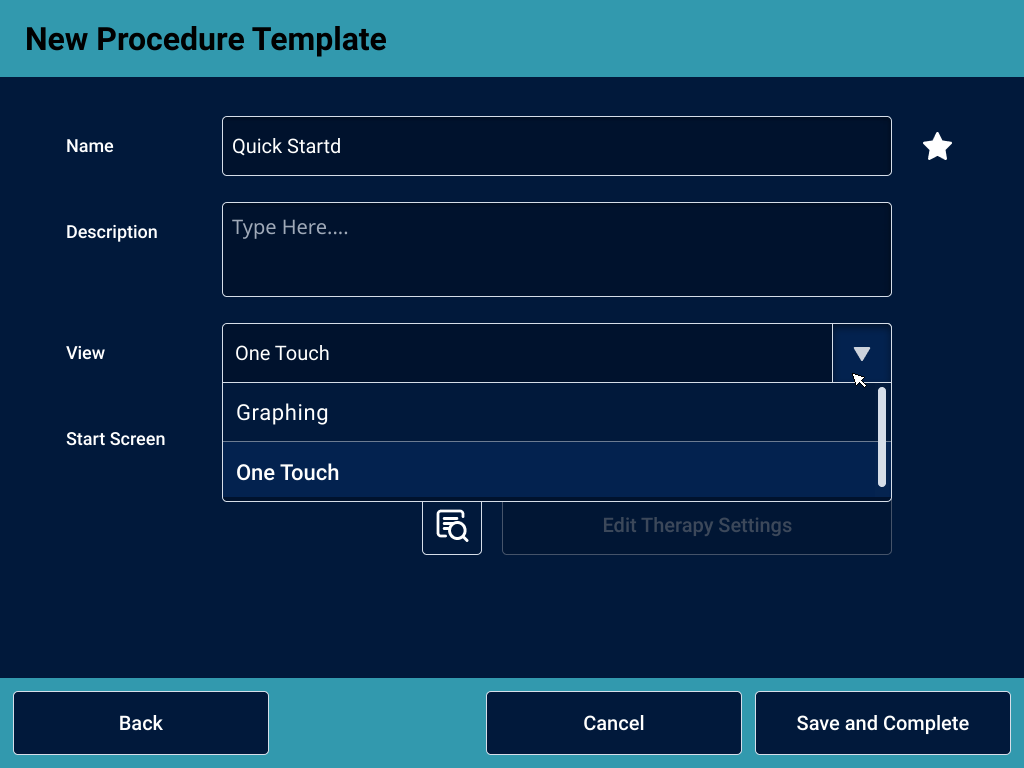 New Procedure Template
Name
Quick Startd
Description
Type Here....
View
One Touch
Graphing
Start Screen
One Touch
Edit Therapy Settings
Back
Cancel
Save and Complete